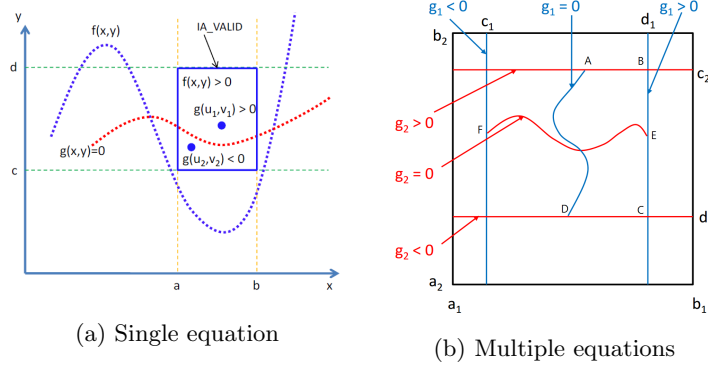 y
f(x,y)
IA_VALID
d
f(x,y) > 0
g(u1,v1) > 0
g(x,y)=0
g(u2,v2) < 0
c
a
b
x
(a) Single equation
g1 < 0
c1
g1 = 0
d1
g1 > 0
b2
A
B
c2
g2 > 0
F
E
g2 = 0
D
C
d
g2 < 0
a2
a1
b1
(b) Multiple equations